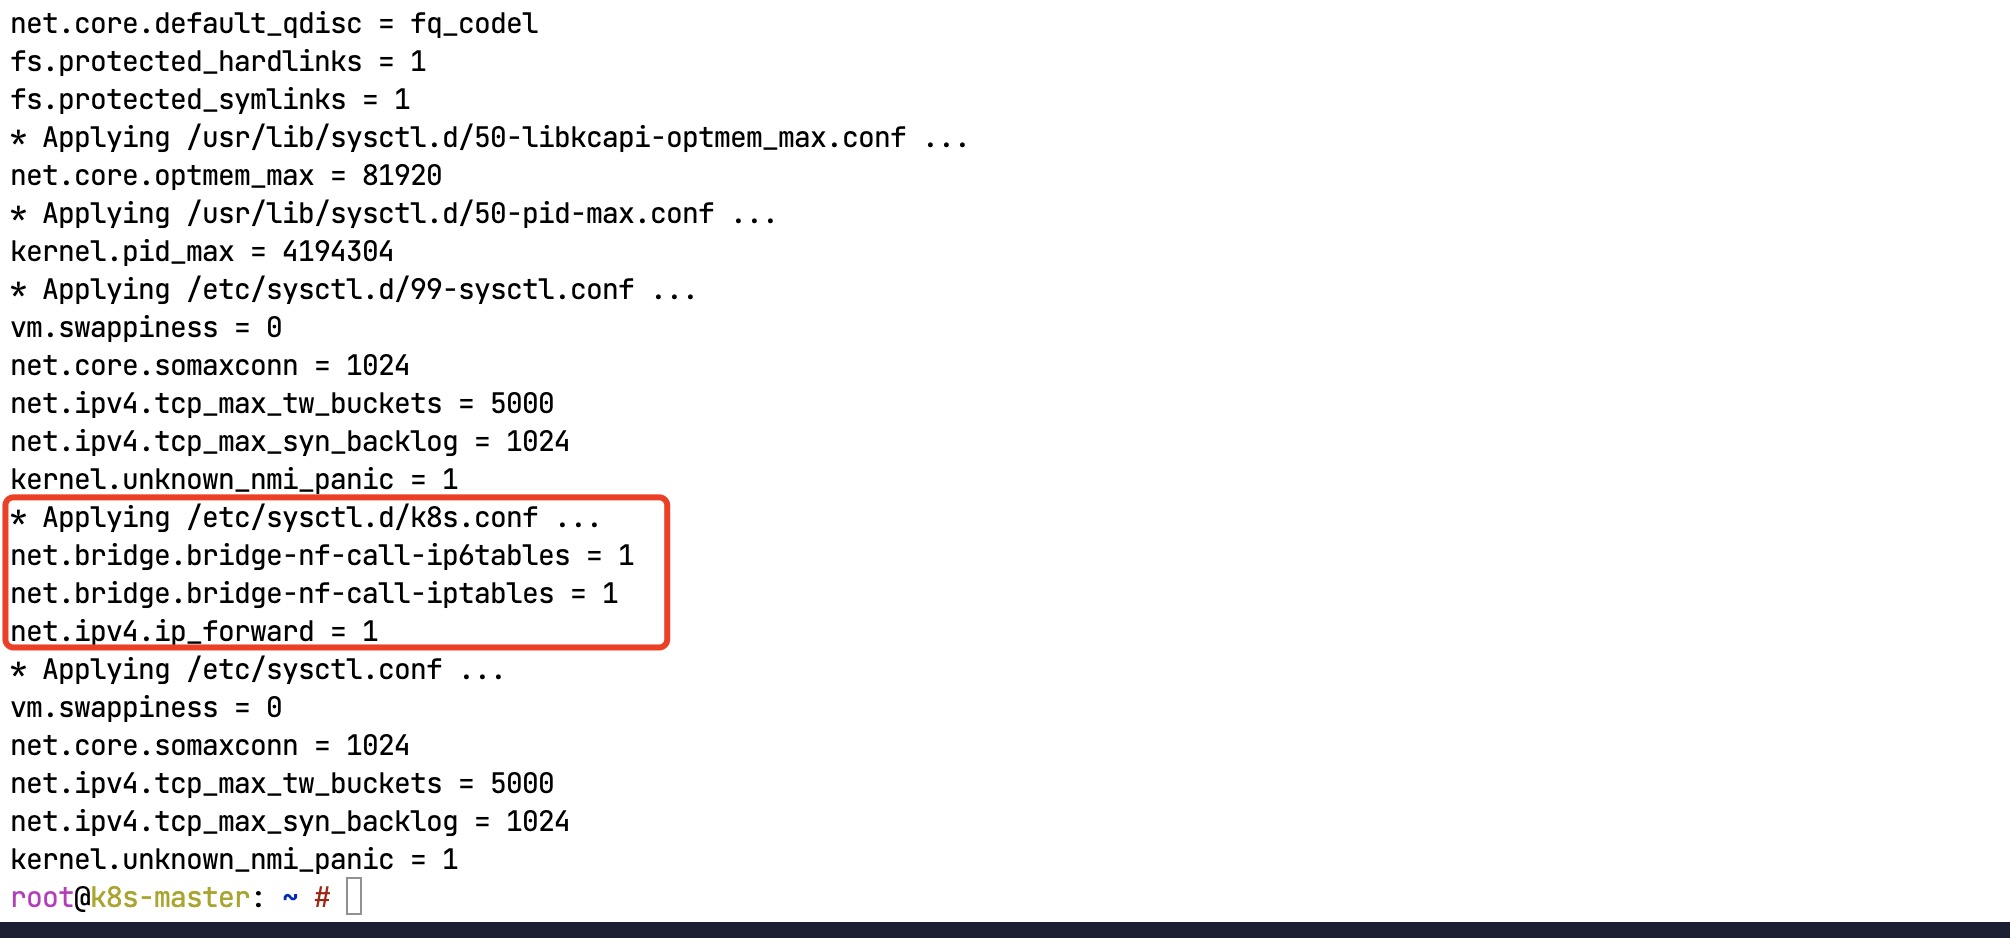 net.core.default_qdisc = fq_codel
fs.protected_hardlinks = 1
fs.protected_symlinks = 1
* Applying /usr/lib/sysctl.d/50-libkcapi-optmem_max.conf ...
net.core.optmem_max = 81920
* Applying /usr/lib/sysctl.d/50-pid-max.conf ...
kernel.pid_max = 4194304
* Applying /etc/sysctl.d/99-sysctl.conf ...
vm.swappiness = 0
net.core.somaxconn = 1024
net.ipv4.tcp_max_tw_buckets = 5000
net.ipv4.tcp_max_syn_backlog = 1024
kernel.unknown_nmi_panic = 1
* Applying /etc/sysctl.d/k8s.conf ...
net.bridge.bridge-nf-call-ip6tables = 1
net.bridge.bridge-nf-call-iptables = 1
net.ipv4.ip_forward = 1
* Applying /etc/sysctl.conf ...
vm.swappiness = 0
net.core.somaxconn = 1024
net.ipv4.tcp_max_tw_buckets = 5000
net.ipv4.tcp_max_syn_backlog = 1024
kernel.unknown_nmi_panic = 1
root@k8s-master: ~ #